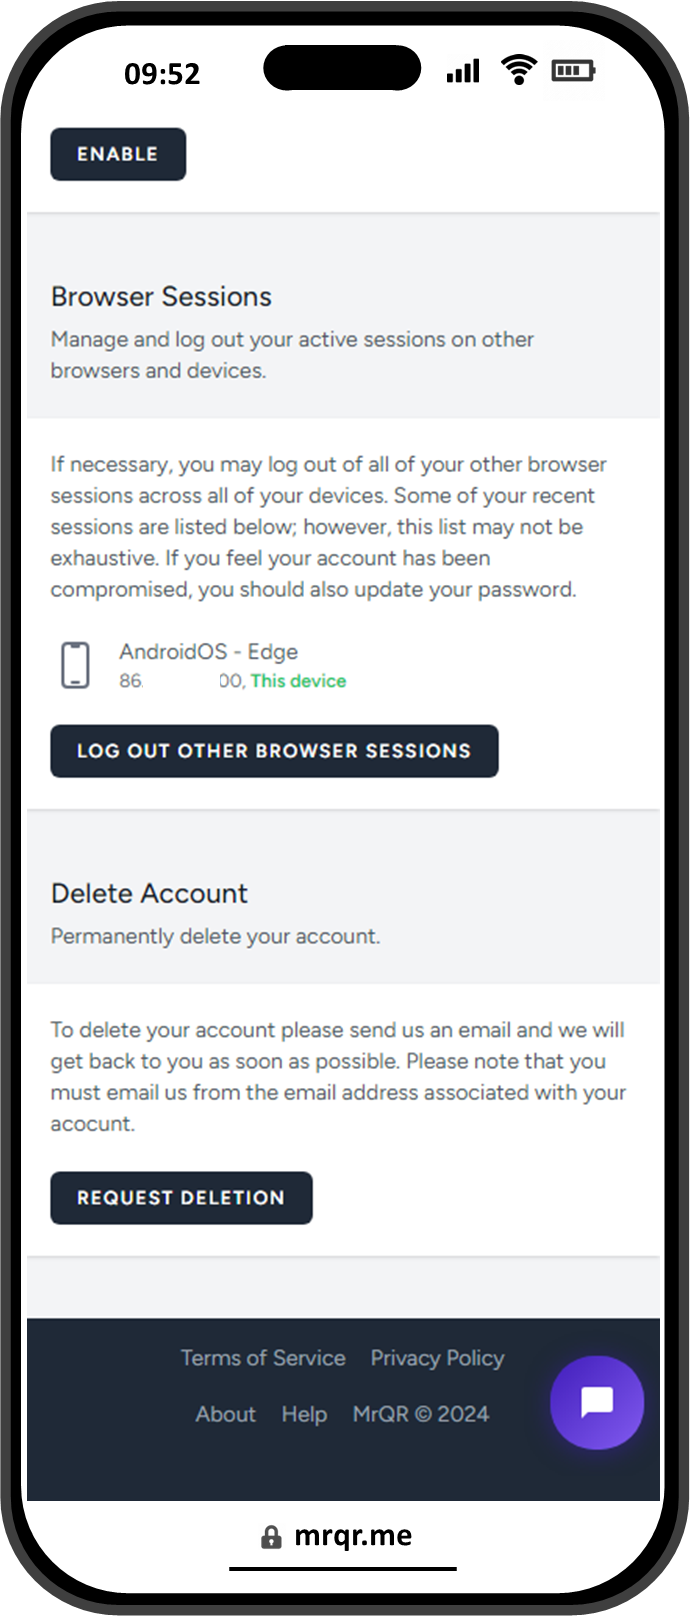 09:52
ENABLE
Browser Sessions
Manage and log out your active sessions on other
browsers and devices.
If necessary, you may log out of all of your other browser
sessions across all of your devices. Some of your recent
sessions are listed below; however, this list may not be
exhaustive. If you feel your account has been
compromised, you should also update your password.
AndroidOS - Edge
86. 00, This device
LOG OUT OTHER BROWSER SESSIONS
Delete Account
Permanently delete your account.
To delete your account please send us an email and we will
get back to you as soon as possible. Please note that you
must email us from the email address associated with your
acocunt.
REQUEST DELETION
Terms of Service Privacy Policy
About Help MrQR © 2024
mrqr.me